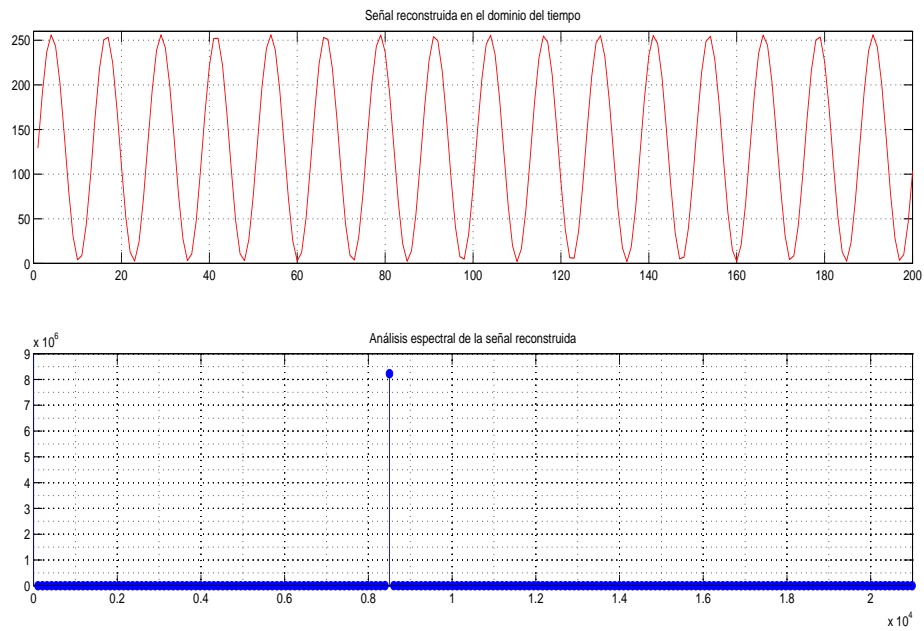 Señal reconstruida en el dominio del tiempo
250
200
150
100
50
0
0 20 40 60 80 100 120 140 160 180 200
x 10^6
Análisis espectral de la señal reconstruida
9
8
7
6
5
4
3
2
1
0
0 0.2 0.4 0.6 0.8 1 1.2 1.4 1.6 1.8 2
x 10^4